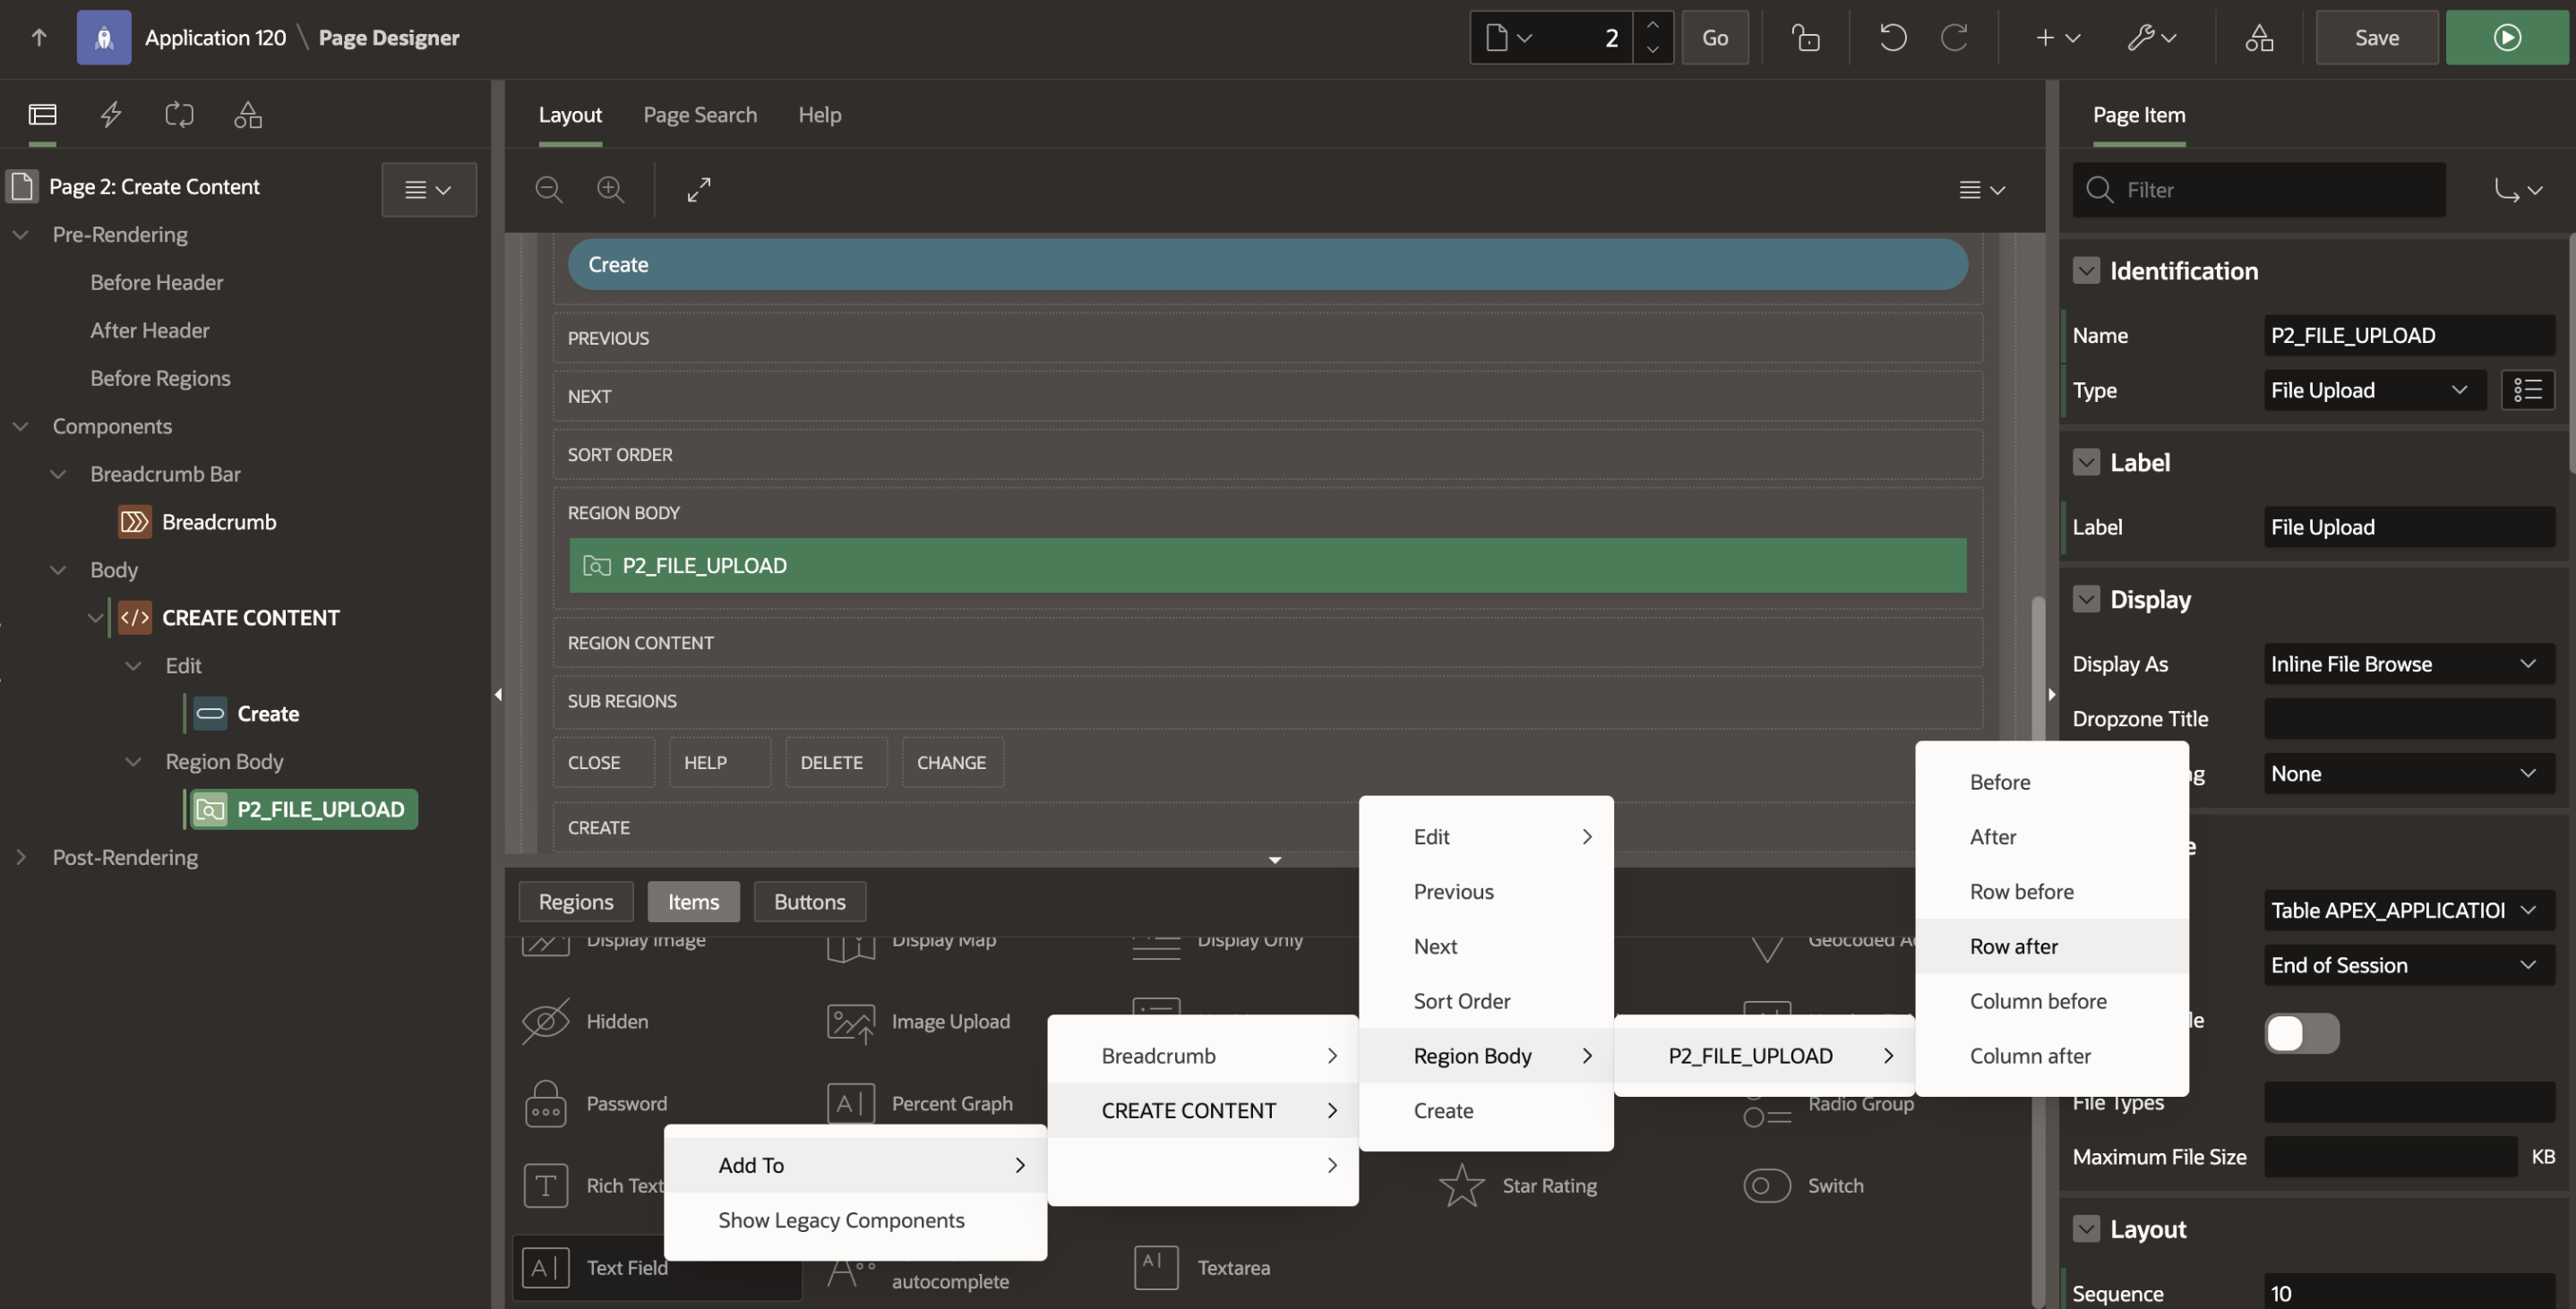 Application 120 \ Page Designer
2
Go
Save
Page 2: Create Content
Pre-Rendering
Before Header
After Header
Before Regions
Components
Breadcrumb Bar
Breadcrumb
Body
CREATE CONTENT
Edit
Create
Region Body
P2_FILE_UPLOAD
Post-Rendering
Layout
Page Search
Help
Create
PREVIOUS
NEXT
SORT ORDER
REGION BODY
P2_FILE_UPLOAD
REGION CONTENT
SUB REGIONS
CLOSE
HELP
DELETE
CHANGE
CREATE
Regions
Items
Buttons
Display Image
Display Map
Display Only
Geocoded A
Hidden
Image Upload
Password
Percent Graph
Radio Group
Rich Text
Star Rating
Switch
Text Field
autocomplete
Textarea
Add To
Show Legacy Components
Breadcrumb
CREATE CONTENT
Edit
Previous
Next
Sort Order
Region Body
Create
P2_FILE_UPLOAD
Before
After
Row before
Row after
Column before
Column after
Page Item
Filter
Identification
Name
P2_FILE_UPLOAD
Type
File Upload
Label
Label
File Upload
Display
Display As
Inline File Browse
Dropzone Title
None
Table APEX_APPLICATIO
End of Session
File Types
Maximum File Size
KB
Layout
Sequence
10